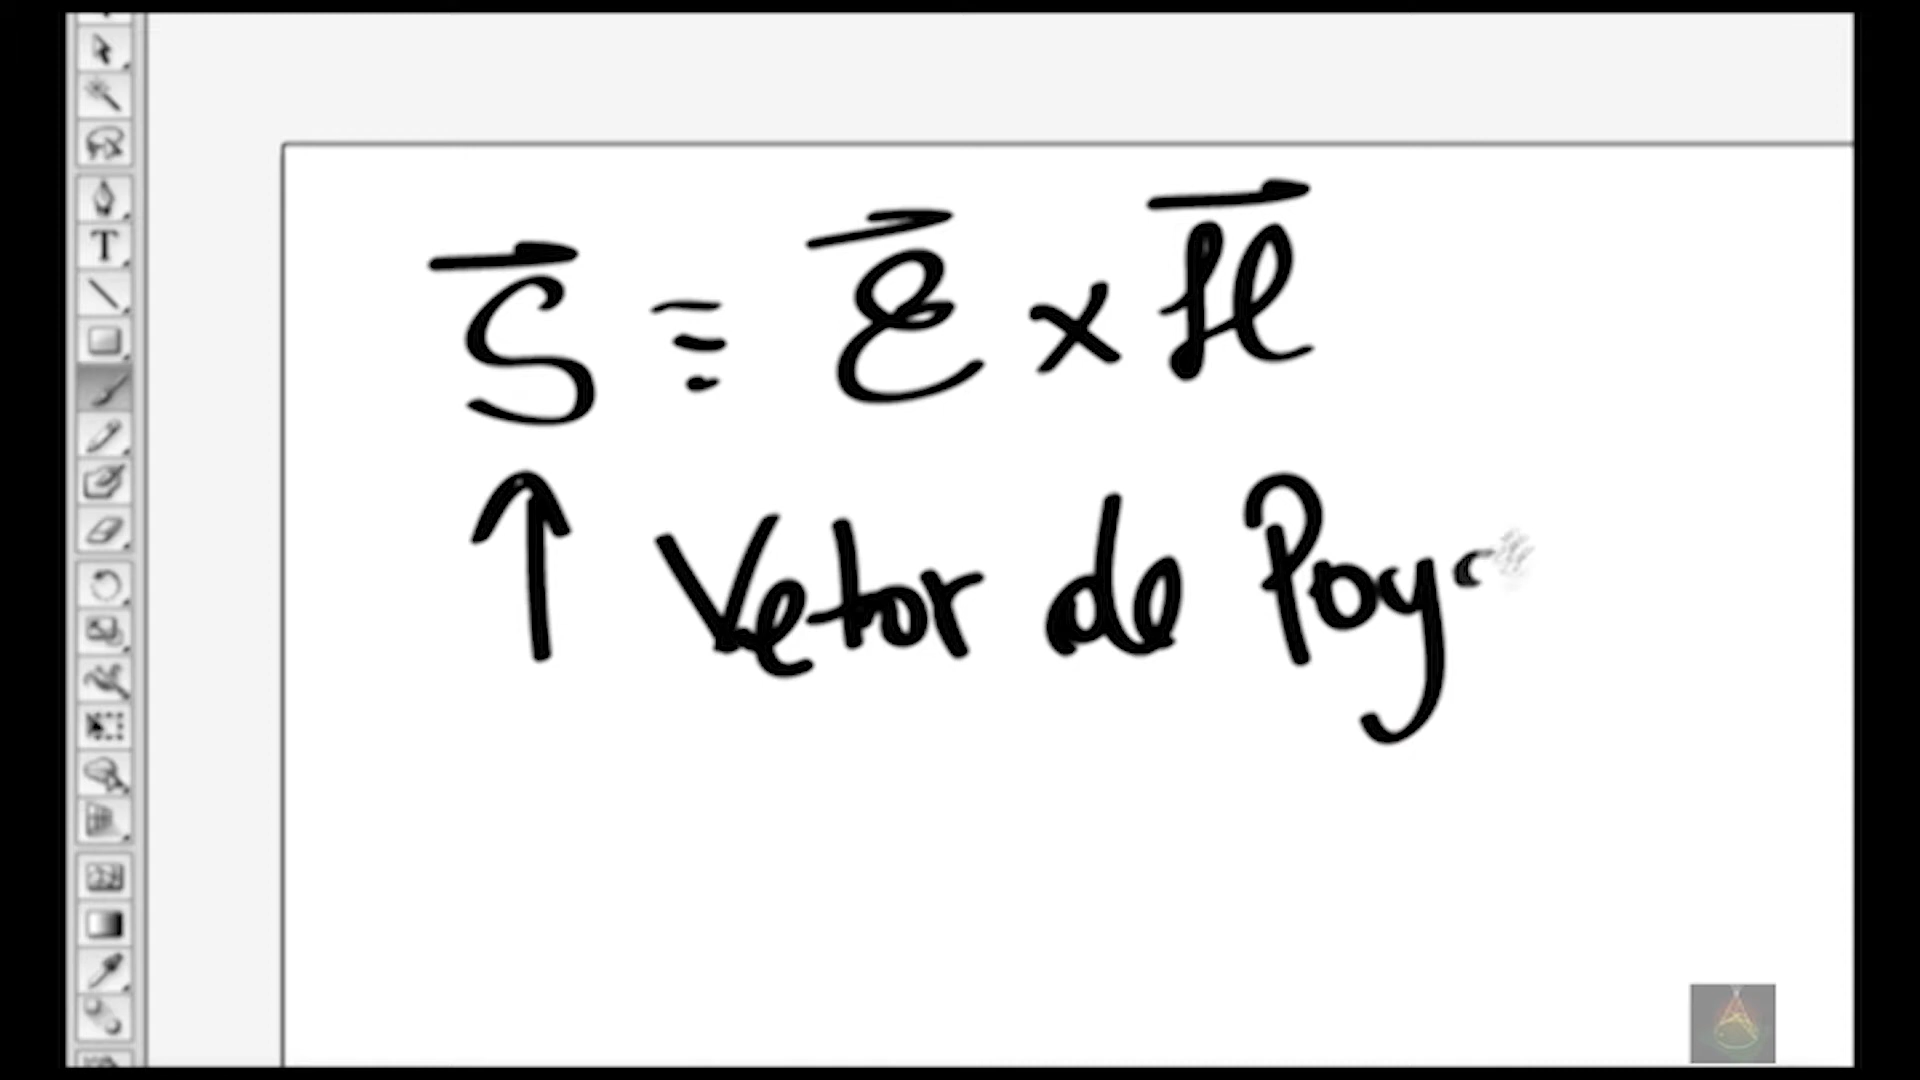 S⃗ ≡ ℰ⃗ × ℋ⃗
↑ Vetor de Poy